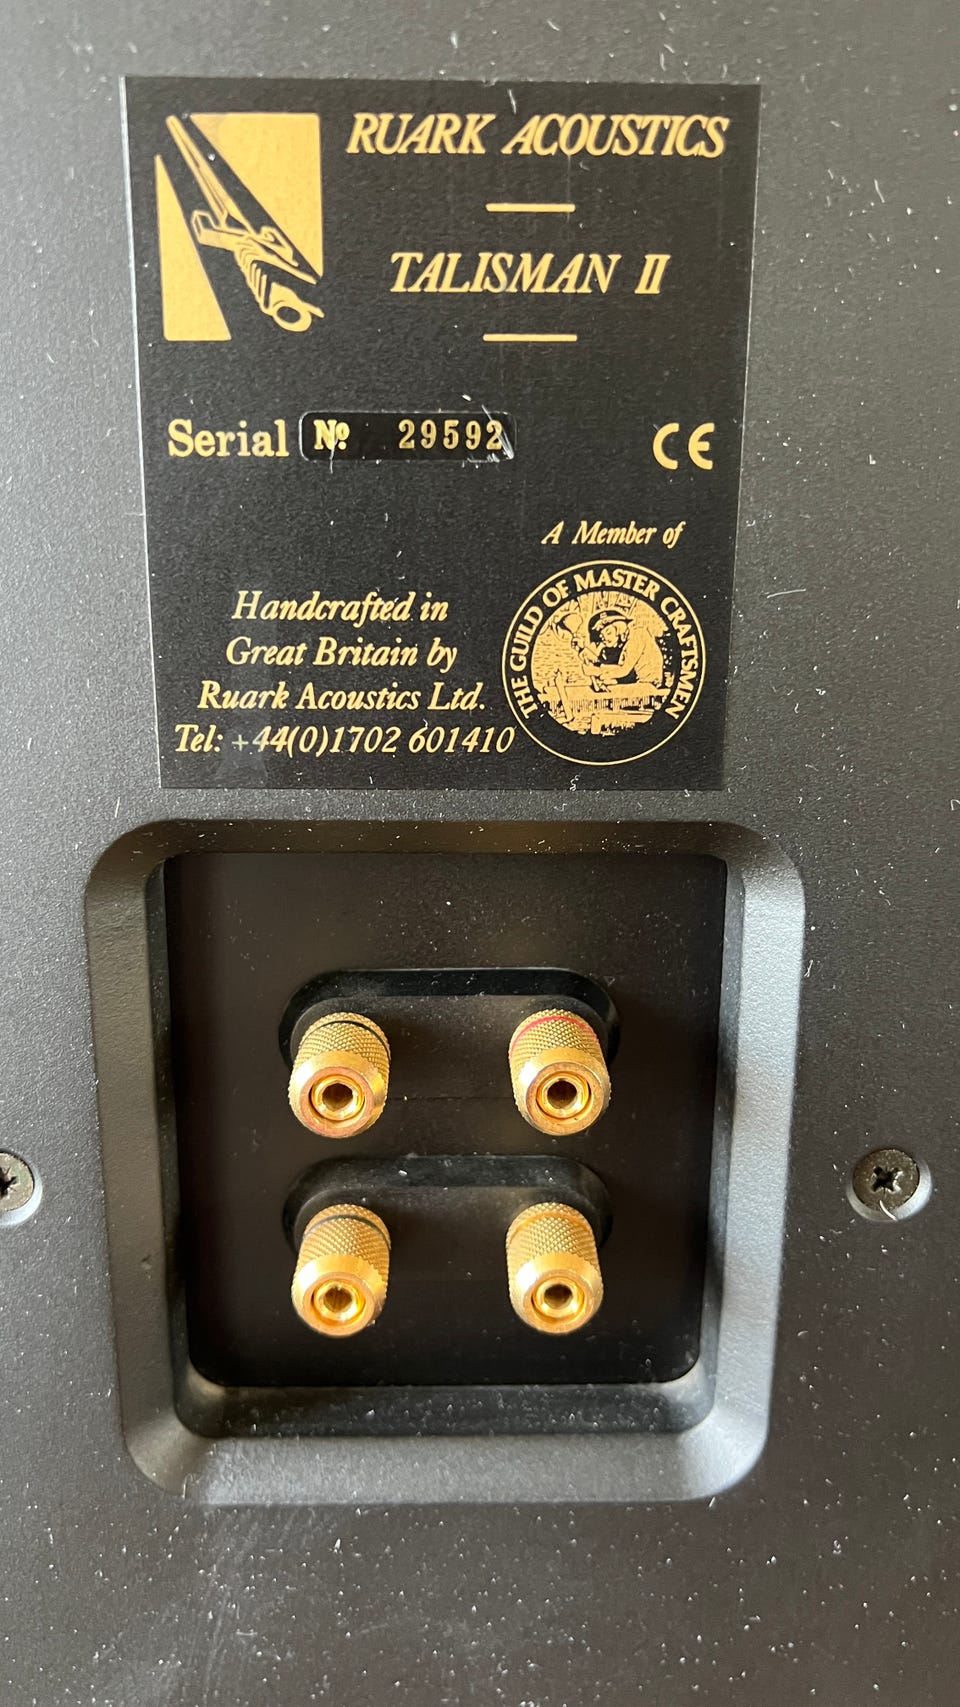 RUARK ACOUSTICS
TALISMAN II
Serial Nº 29592
CE
A Member of
THE GUILD OF MASTER CRAFTSMEN
Handcrafted in
Great Britain by
Ruark Acoustics Ltd.
Tel: +44(0)1702 601410